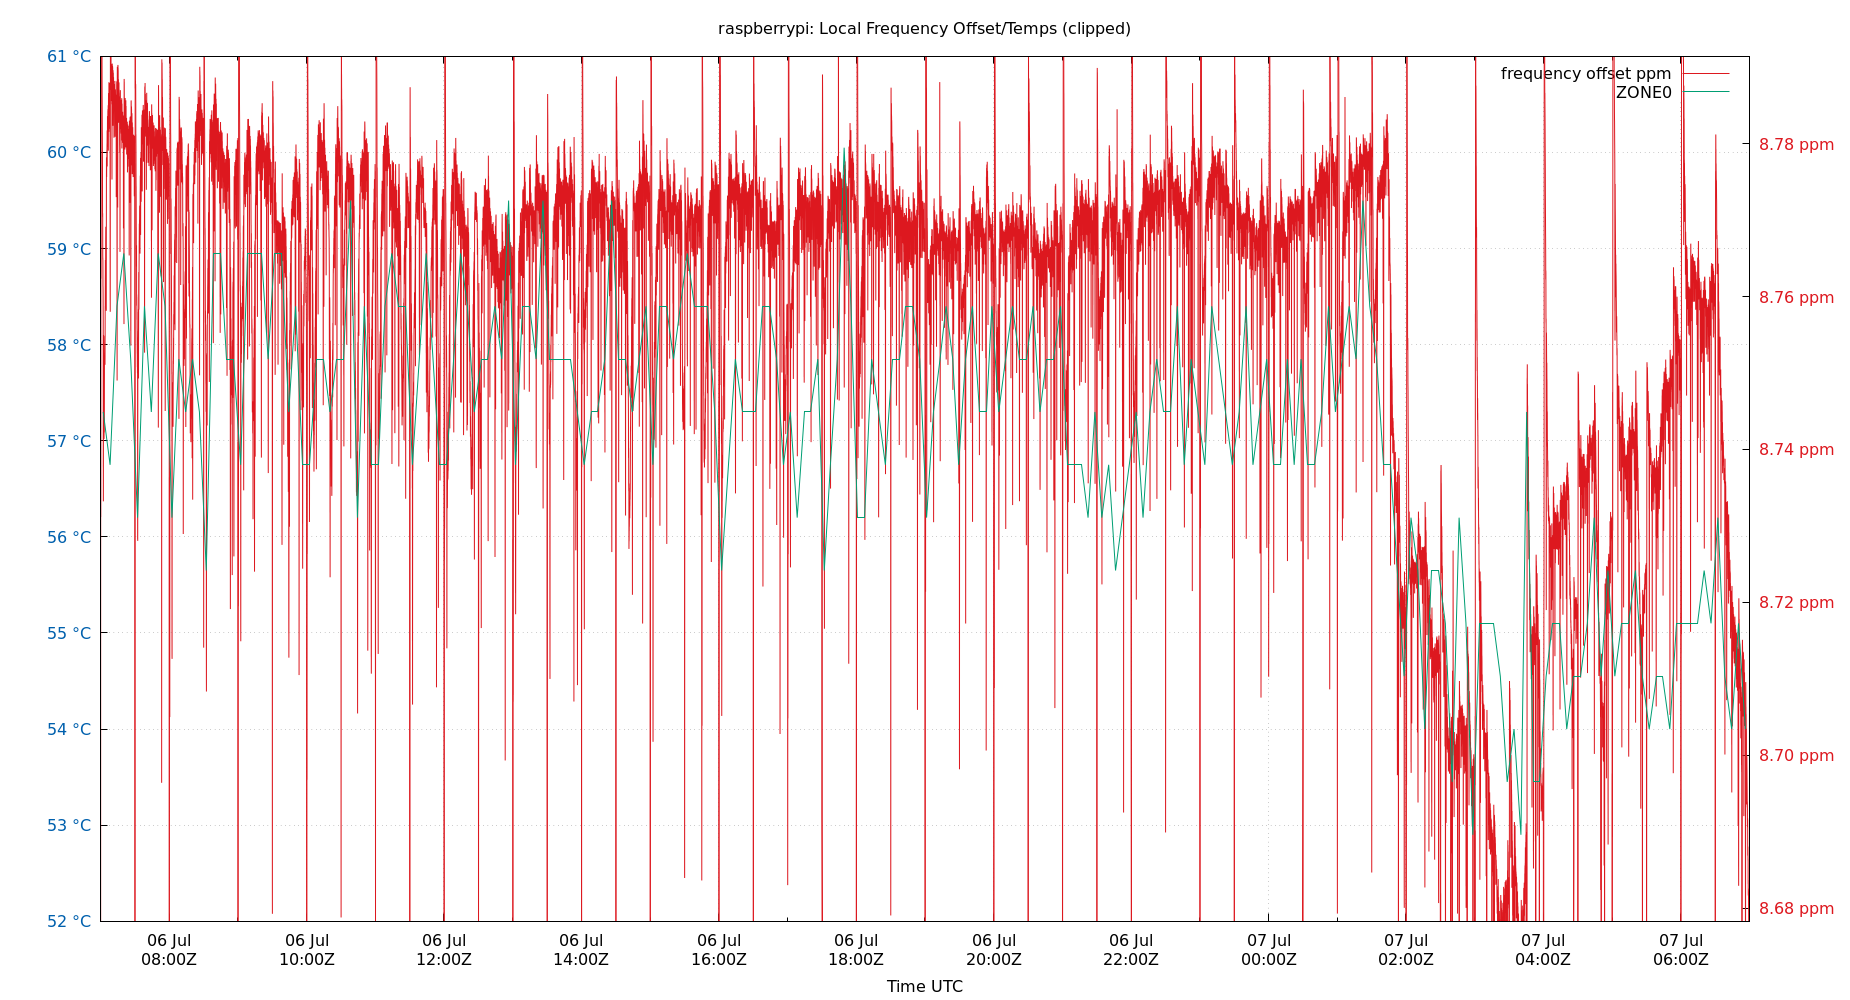 raspberrypi: Local Frequency Offset/Temps (clipped)
61 °C
60 °C
59 °C
58 °C
57 °C
56 °C
55 °C
54 °C
53 °C
52 °C
frequency offset ppm
ZONE0
8.78 ppm
8.76 ppm
8.74 ppm
8.72 ppm
8.70 ppm
8.68 ppm
06 Jul
08:00Z
06 Jul
10:00Z
06 Jul
12:00Z
06 Jul
14:00Z
06 Jul
16:00Z
06 Jul
18:00Z
06 Jul
20:00Z
06 Jul
22:00Z
07 Jul
00:00Z
07 Jul
02:00Z
07 Jul
04:00Z
07 Jul
06:00Z
Time UTC